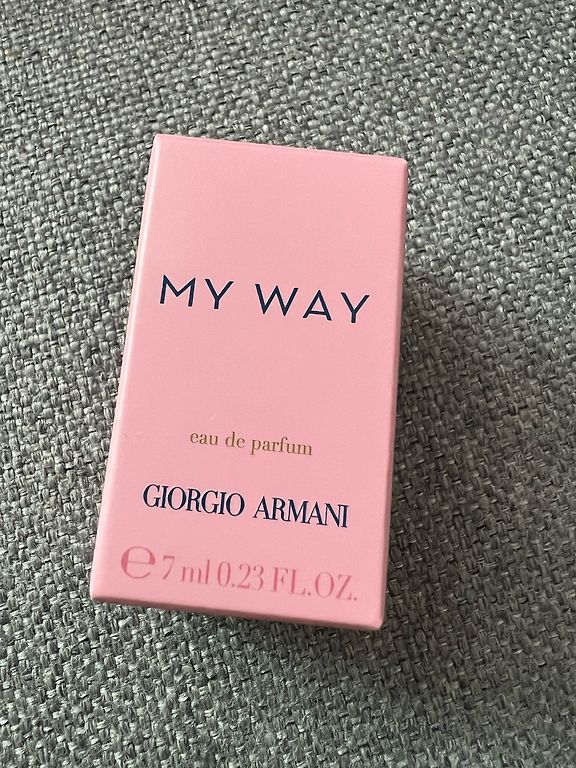 MY WAY
eau de parfum
GIORGIO ARMANI
℮ 7 ml 0.23 FL.OZ.